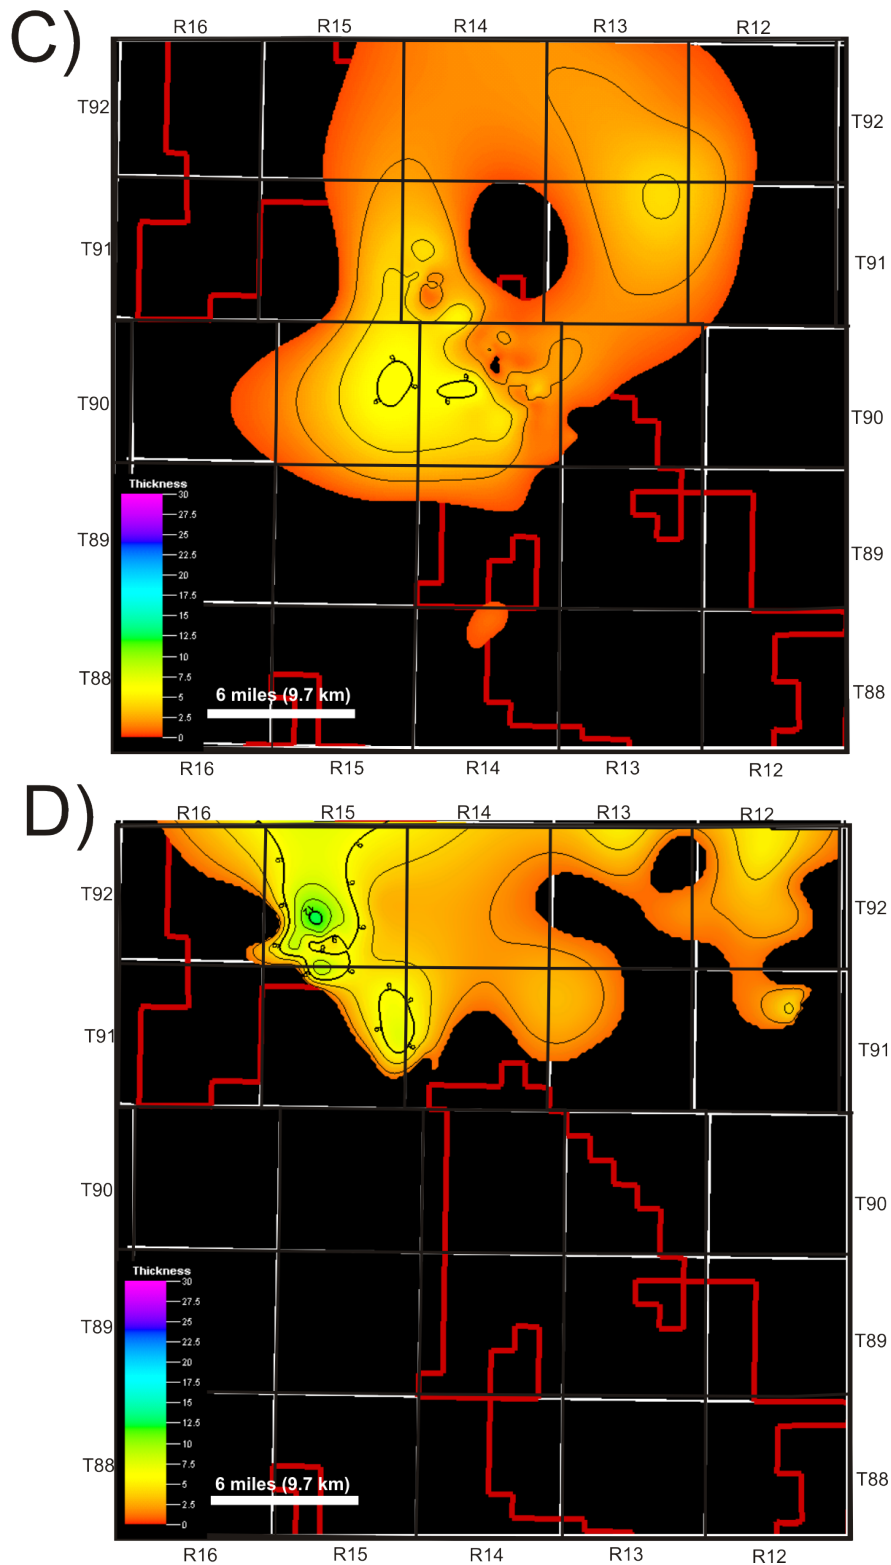 C)
R16 R15 R14 R13 R12
T92 T92
T91 T91
T90 T90
T89 T89
T88 T88
Thickness
30
27.5
25
22.5
20
17.5
15
12.5
10
7.5
5
2.5
0
6 miles (9.7 km)
R16 R15 R14 R13 R12
D)
R16 R15 R14 R13 R12
T92 T92
T91 T91
T90 T90
T89 T89
T88 T88
Thickness
30
27.5
25
22.5
20
17.5
15
12.5
10
7.5
5
2.5
0
6 miles (9.7 km)
R16 R15 R14 R13 R12